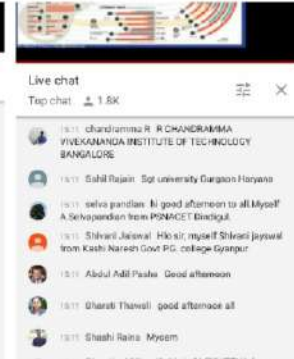 Live chat
Top chat 1.8K
15:11 chandramma R R CHANDRAMMA
VIVEKANANDA INSTITUTE OF TECHNOLOGY
BANGALORE
15:11 Sahil Rajain Sgt university Gurgaon Haryana
15:11 selva pandian hi good afternoon to all.Myself
A.Selvapandian from PSNACET Dindigul.
15:11 Shivani Jaiswal Hlo sir, myself Shivani jayswal
from Kashi Naresh Govt PG. college Gyanpur
15:11 Abdul Adil Pasha Good afternoon
15:11 Bharati Thawali good afternoon all
15:11 Shashi Raina Mysem